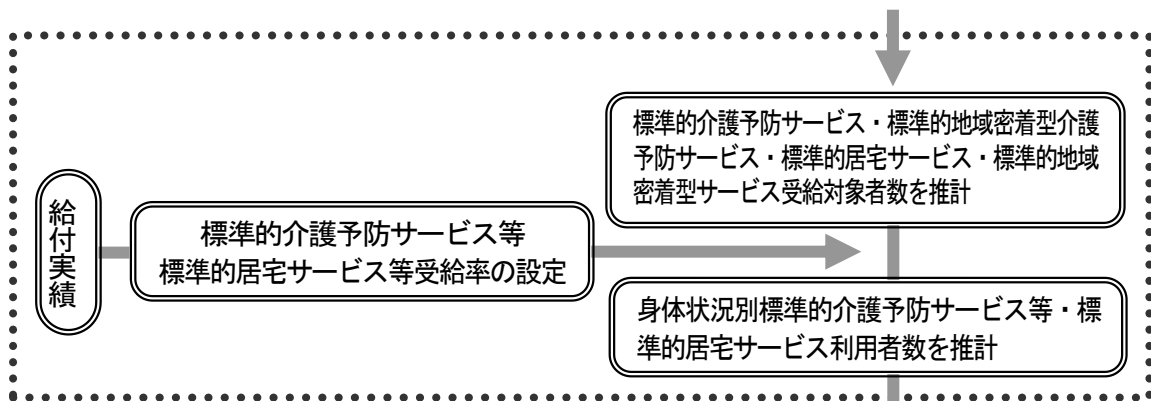 標準的介護予防サービス・標準的地域密着型介護
予防サービス・標準的居宅サービス・標準的地域
密着型サービス受給対象者数を推計
給付実績
標準的介護予防サービス等
標準的居宅サービス等受給率の設定
身体状況別標準的介護予防サービス等・標
準的居宅サービス利用者数を推計